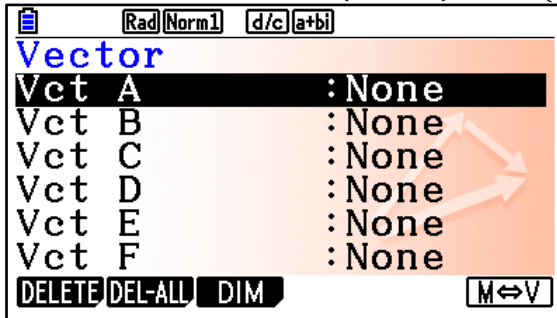 Rad Norm1 d/c a+bi
Vector
Vct A :None
Vct B :None
Vct C :None
Vct D :None
Vct E :None
Vct F :None
DELETE DEL-ALL DIM M⇔V